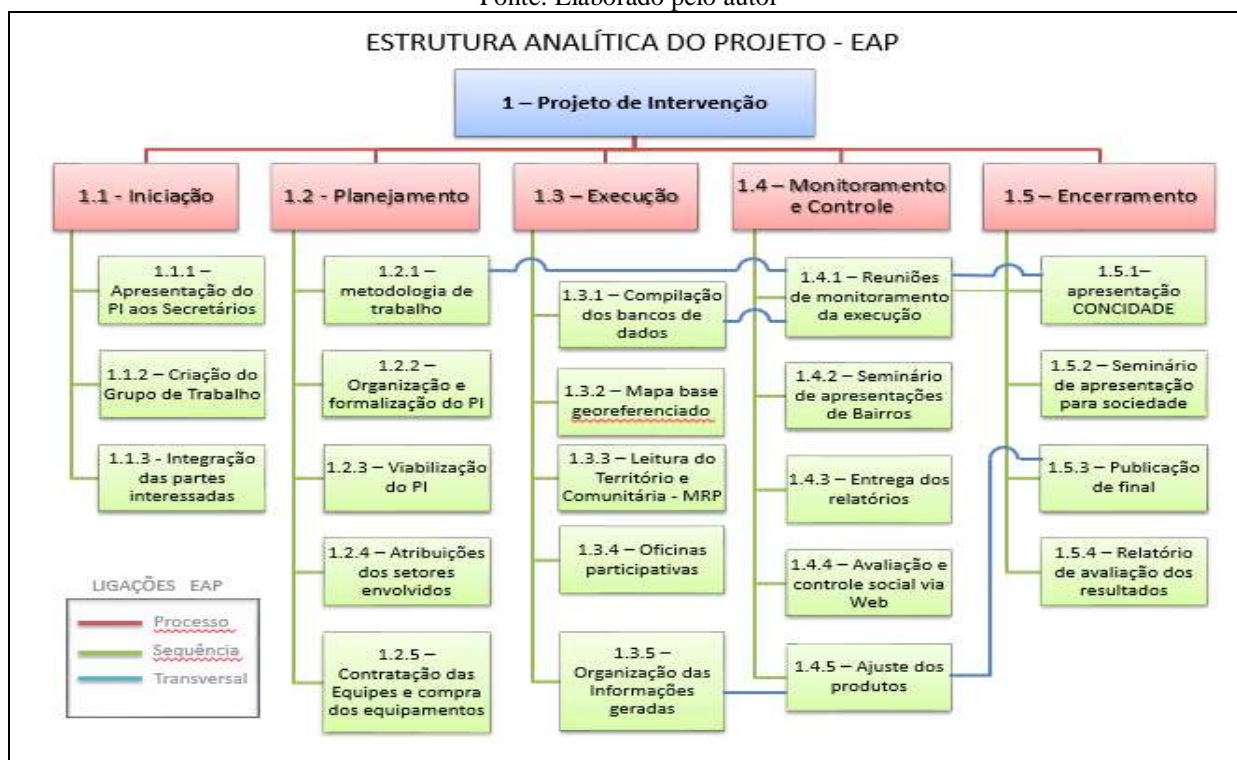 Fonte: Elaborado pelo autor
ESTRUTURA ANALÍTICA DO PROJETO - EAP
1 – Projeto de Intervenção
1.1 - Iniciação
1.1.1 –
Apresentação do
PI aos Secretários
1.1.2 – Criação do
Grupo de Trabalho
1.1.3 - Integração
das partes
interessadas
1.2 - Planejamento
1.2.1 –
metodologia de
trabalho
1.2.2 –
Organização e
formalização do PI
1.2.3 – Viabilização
do PI
1.2.4 – Atribuições
dos setores
envolvidos
1.2.5 –
Contratação das
Equipes e compra
dos equipamentos
1.3 – Execução
1.3.1 – Compilação
dos bancos de
dados
1.3.2 – Mapa base
georeferenciado
1.3.3 – Leitura do
Território e
Comunitária - MRP
1.3.4 – Oficinas
participativas
1.3.5 –
Organização das
Informações
geradas
1.4 – Monitoramento
e Controle
1.4.1 – Reuniões
de monitoramento
da execução
1.4.2 – Seminário
de apresentações
de Bairros
1.4.3 – Entrega dos
relatórios
1.4.4 – Avaliação e
controle social via
Web
1.4.5 – Ajuste dos
produtos
1.5 – Encerramento
1.5.1–
apresentação
CONCIDADE
1.5.2 – Seminário
de apresentação
para sociedade
1.5.3 – Publicação
de final
1.5.4 – Relatório
de avaliação dos
resultados
LIGAÇÕES EAP
Processo
Sequência
Transversal